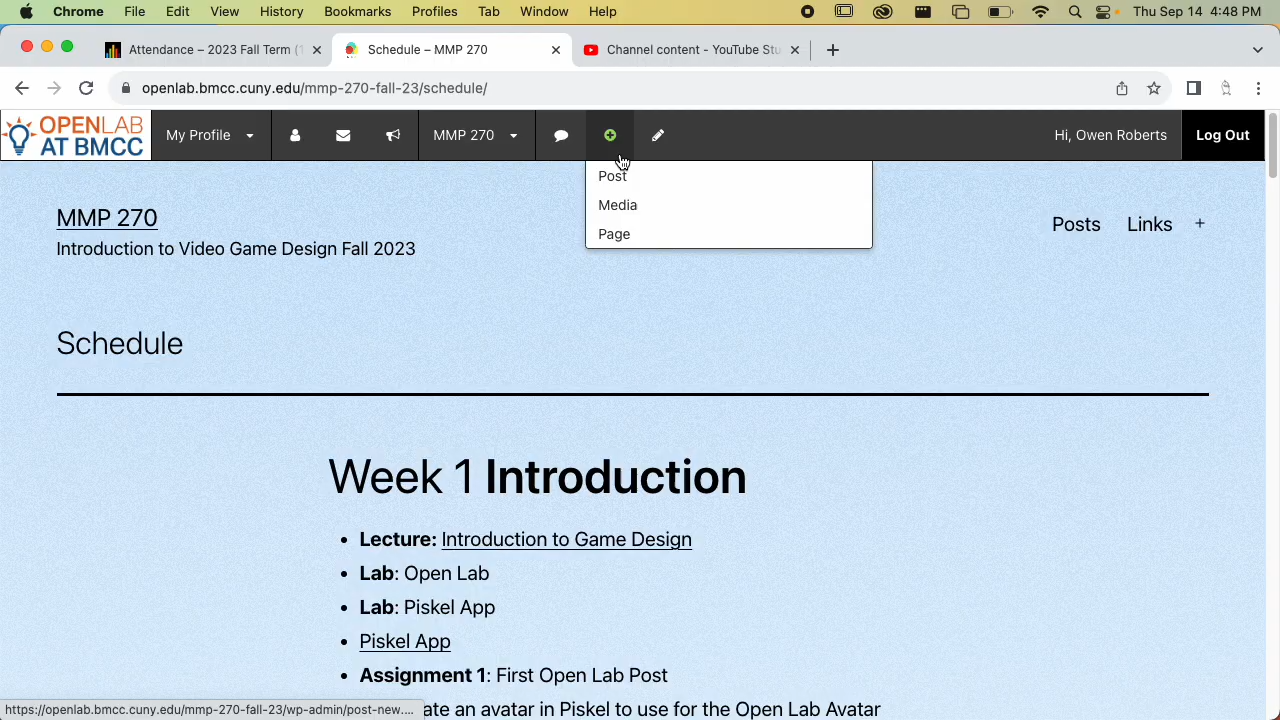 Chrome File Edit View History Bookmarks Profiles Tab Window Help Thu Sep 14 4:48 PM
Attendance – 2023 Fall Term (1 Schedule – MMP 270 Channel content - YouTube Stu
openlab.bmcc.cuny.edu/mmp-270-fall-23/schedule/
OPENLAB AT BMCC My Profile MMP 270 Hi, Owen Roberts Log Out
Post
Media
Page
MMP 270
Introduction to Video Game Design Fall 2023
Posts Links +
Schedule
Week 1 Introduction
• Lecture: Introduction to Game Design
• Lab: Open Lab
• Lab: Piskel App
• Piskel App
• Assignment 1: First Open Lab Post
ate an avatar in Piskel to use for the Open Lab Avatar
https://openlab.bmcc.cuny.edu/mmp-270-fall-23/wp-admin/post-new....